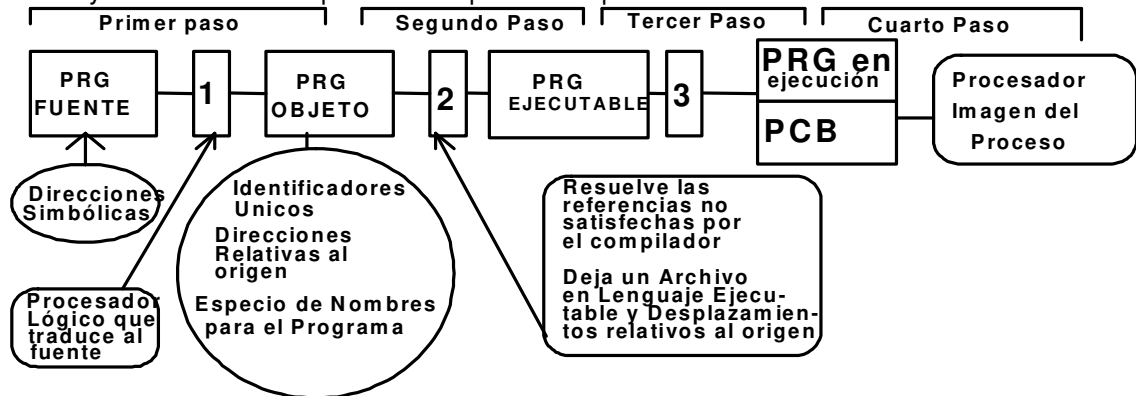 Primer paso
Segundo Paso
Tercer Paso
Cuarto Paso
PRG
FUENTE
1
PRG
OBJETO
2
PRG
EJECUTABLE
3
PRG en
ejecución
PCB
Procesador
Imagen del
Proceso
Direcciones
Simbólicas
Identificadores
Unicos
Direcciones
Relativas al
origen
Especio de Nombres
para el Programa
Resuelve las
referencias no
satisfechas por
el compilador
Deja un Archivo
en Lenguaje Ejecu-
table y Desplazamien-
tos relativos al origen
Procesador
Lógico que
traduce al
fuente